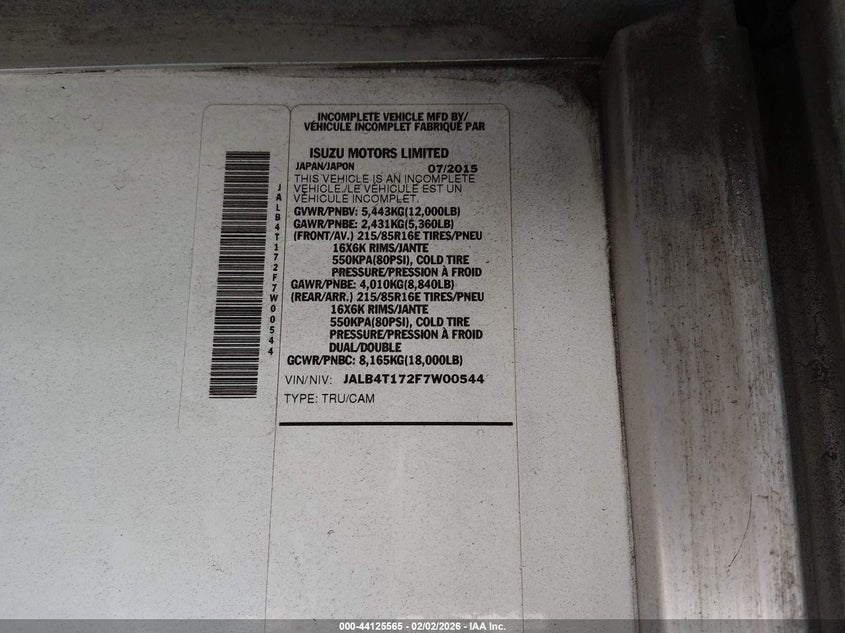 INCOMPLETE VEHICLE MFD BY/
VÉHICULE INCOMPLET FABRIQUÉ PAR
ISUZU MOTORS LIMITED
JAPAN/JAPON 07/2015
THIS VEHICLE IS AN INCOMPLETE
VEHICLE./LE VÉHICULE EST UN
VÉHICULE INCOMPLET.
GVWR/PNBV: 5,443KG(12,000LB)
GAWR/PNBE: 2,431KG(5,360LB)
(FRONT/AV.) 215/85R16E TIRES/PNEU
16X6K RIMS/JANTE
550KPA(80PSI), COLD TIRE
PRESSURE/PRESSION À FROID
GAWR/PNBE: 4,010KG(8,840LB)
(REAR/ARR.) 215/85R16E TIRES/PNEU
16X6K RIMS/JANTE
550KPA(80PSI), COLD TIRE
PRESSURE/PRESSION À FROID
DUAL/DOUBLE
GCWR/PNBC: 8,165KG(18,000LB)
VIN/NIV: JALB4T172F7W00544
TYPE: TRU/CAM
JALB4T172F7W00544
000-44125565 - 02/02/2026 - IAA Inc.